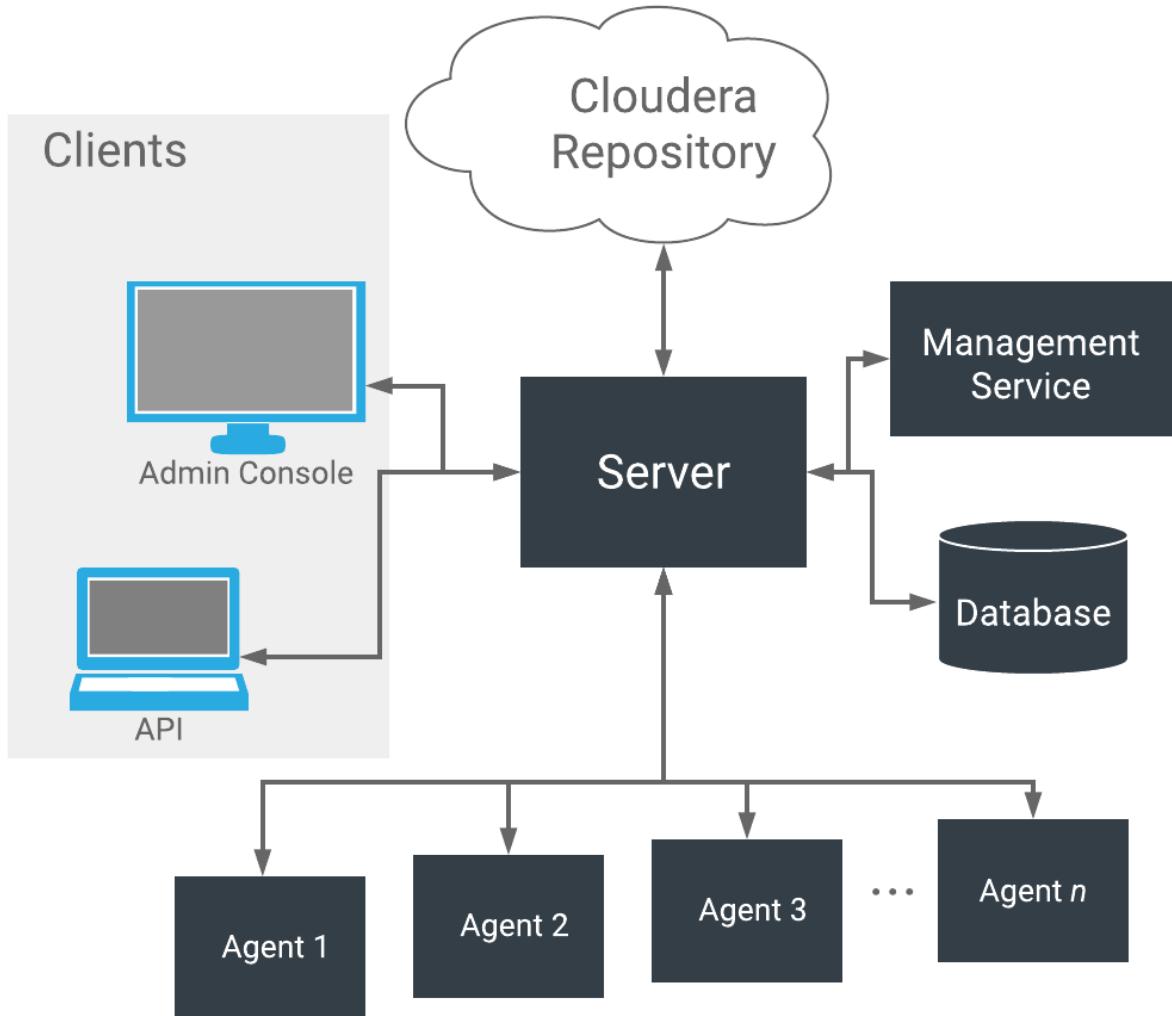 Cloudera
Repository
Clients
Admin Console
API
Server
Management
Service
Database
Agent 1
Agent 2
Agent 3
...
Agent n